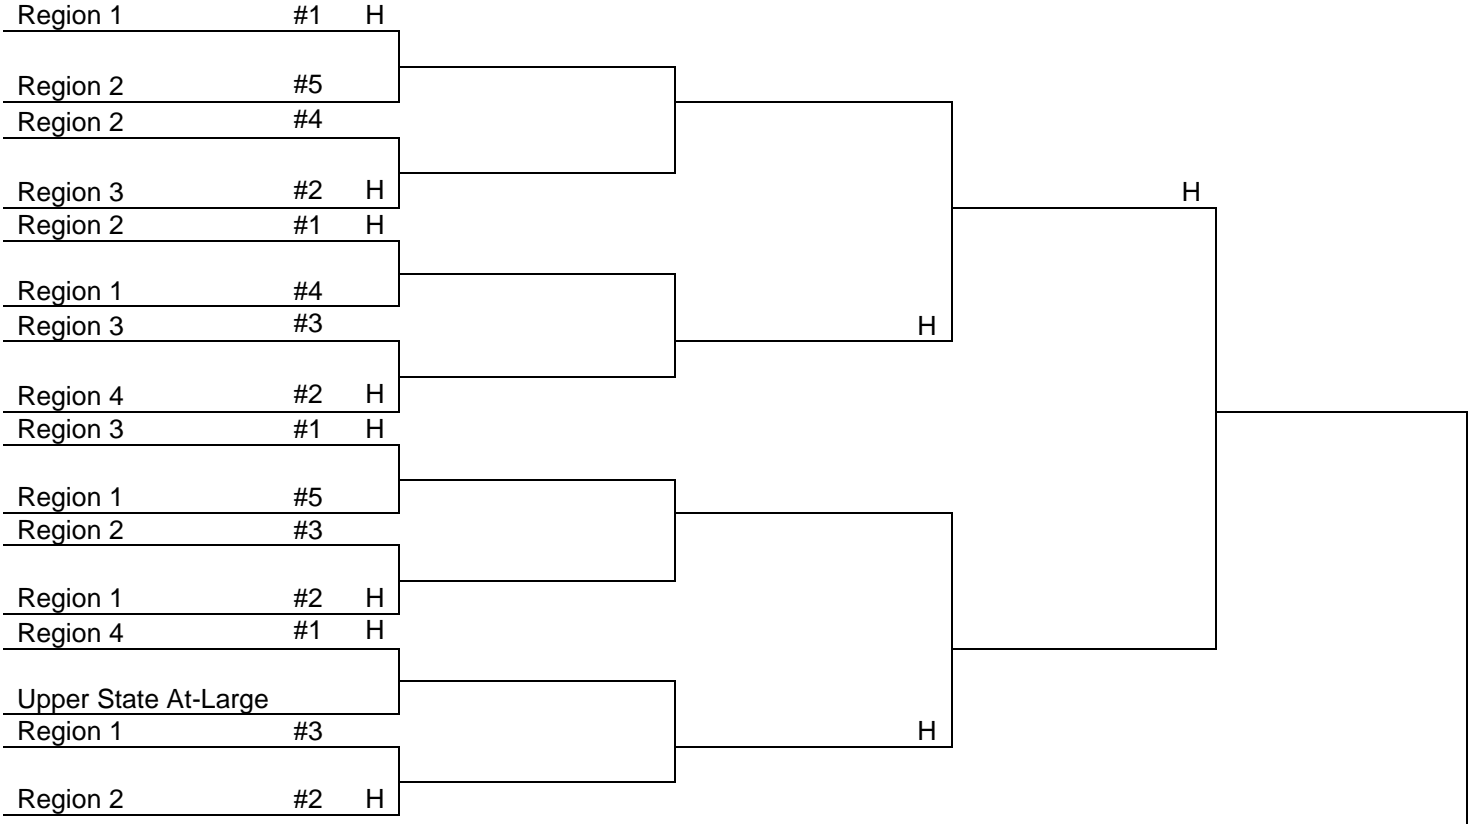 Region 1 #1 H
Region 2 #5
Region 2 #4
Region 3 #2 H
H
Region 2 #1 H
Region 1 #4
Region 3 #3
H
Region 4 #2 H
Region 3 #1 H
Region 1 #5
Region 2 #3
Region 1 #2 H
Region 4 #1 H
Upper State At-Large
Region 1 #3
H
Region 2 #2 H